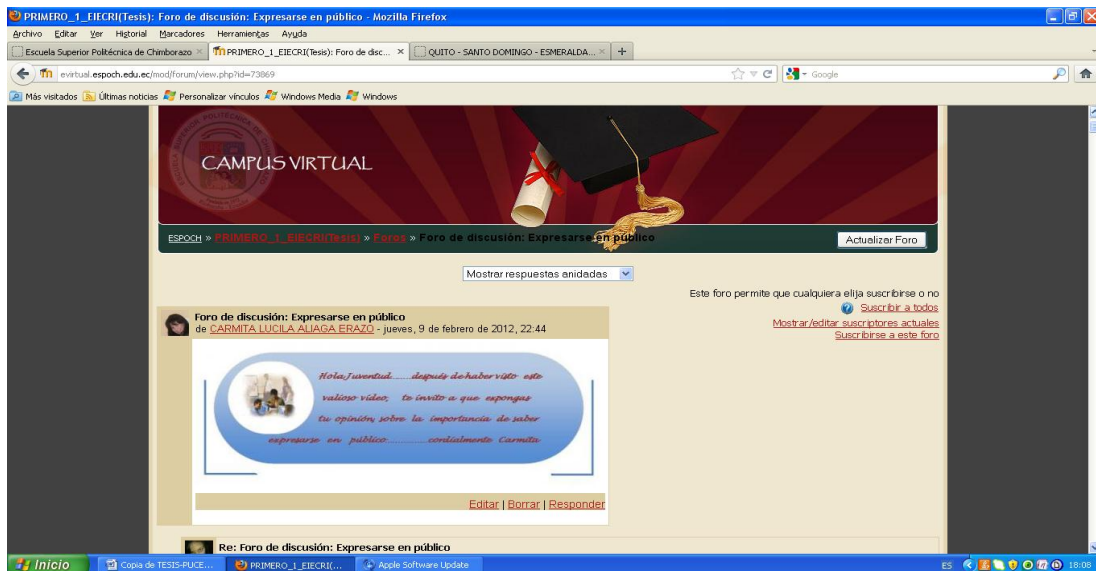 PRIMERO_1_EIECRI(Tesis): Foro de discusión: Expresarse en público - Mozilla Firefox
Archivo Editar Ver Historial Marcadores Herramientas Ayuda
Escuela Superior Politécnica de Chimborazo × PRIMERO_1_EIECRI(Tesis): Foro de disc... × QUITO - SANTO DOMINGO - ESMERALDA... × +
evirtual.espoch.edu.ec/mod/forum/view.php?id=73869 Google
Más visitados Últimas noticias Personalizar vínculos Windows Media Windows
CAMPUS VIRTUAL
ESPOCH » PRIMERO_1_EIECRI(Tesis) » Foros » Foro de discusión: Expresarse en público Actualizar Foro
Mostrar respuestas anidadas
Este foro permite que cualquiera elija suscribirse o no
Suscribir a todos
Mostrar/editar suscriptores actuales
Suscribirse a este foro
Foro de discusión: Expresarse en público
de CARMITA LUCILA ALIAGA ERAZO - jueves, 9 de febrero de 2012, 22:44
Hola Juventud......después de haber visto este
valioso vídeo, te invito a que expongas
tu opinión, sobre la importancia de saber
expresarse en público............cordialmente Carmita
Editar | Borrar | Responder
Re: Foro de discusión: Expresarse en público
Inicio Copia de TESIS-PUCE... PRIMERO_1_EIECRI(... Apple Software Update ES 18:08